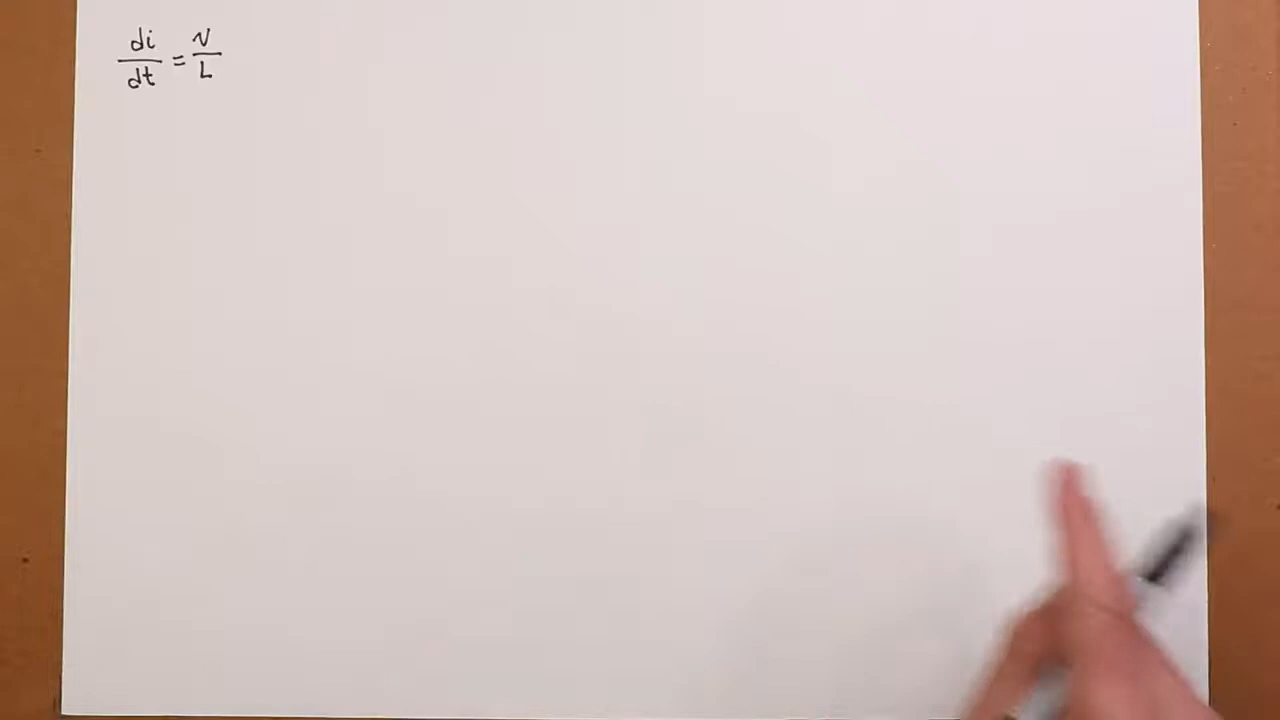 di/dt = v/L